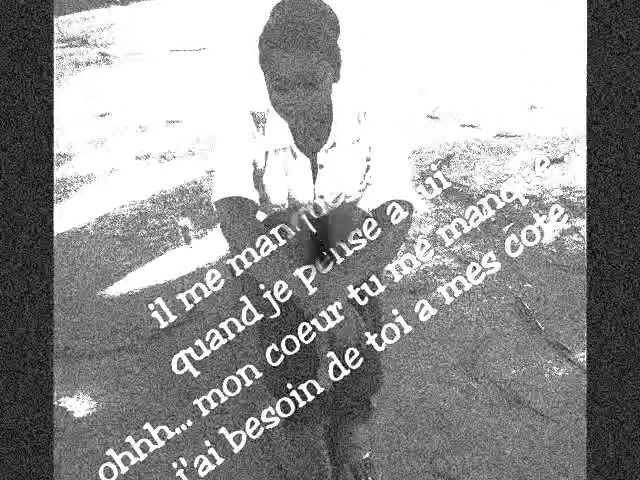 il me manque
quand je pense a lui
ohhh... mon coeur tu me manque
j'ai besoin de toi a mes cote